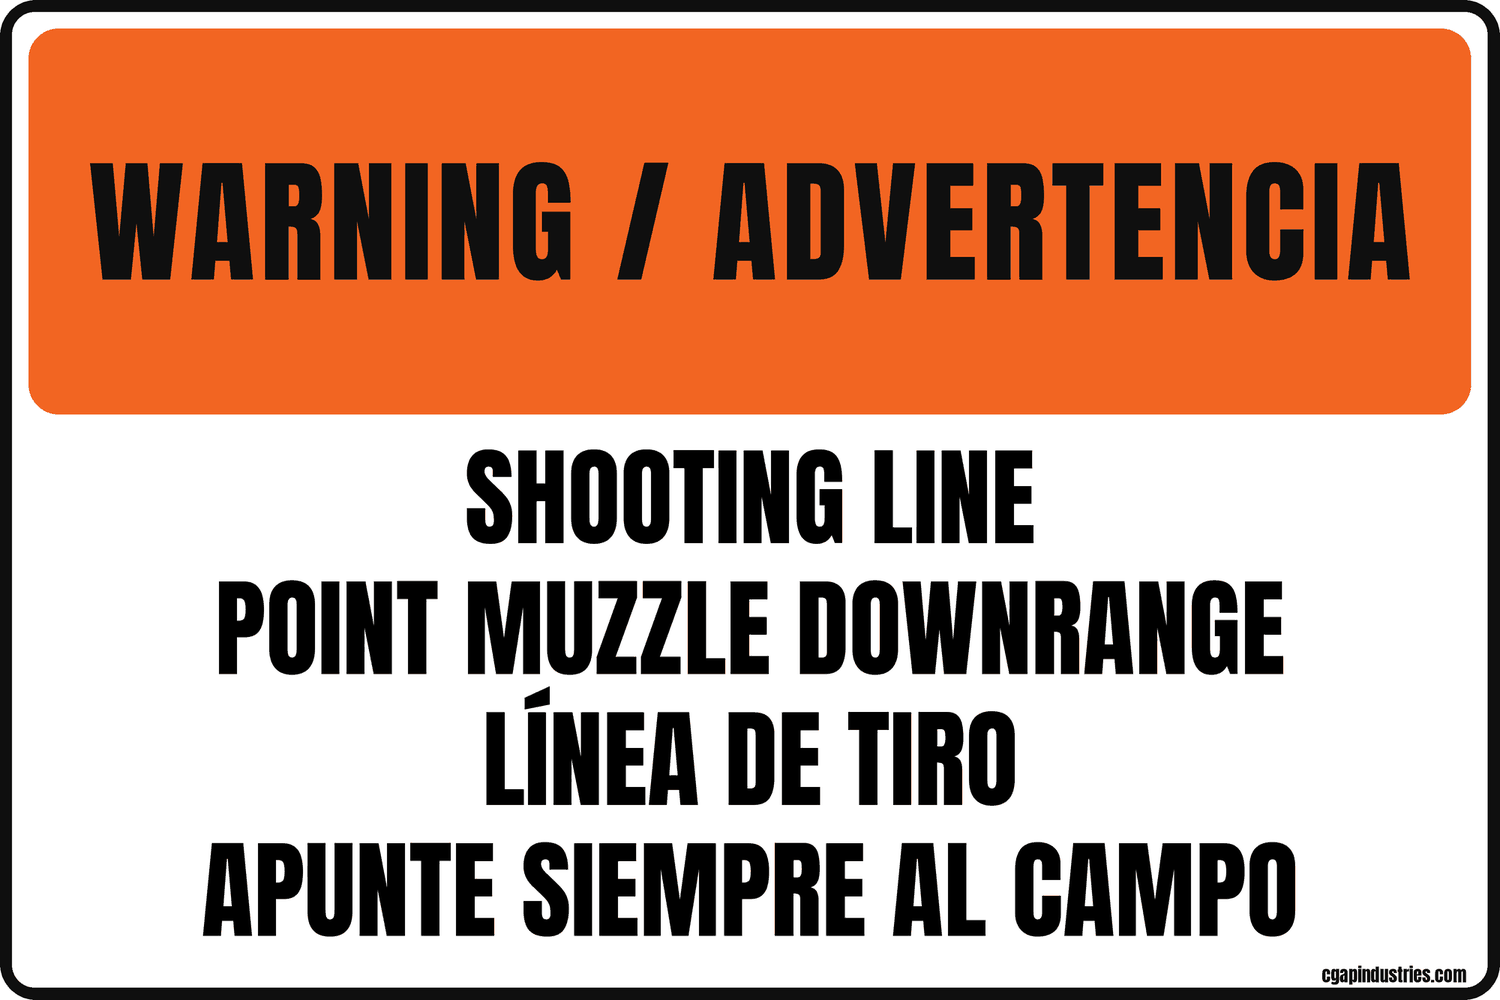 WARNING / ADVERTENCIA
SHOOTING LINE
POINT MUZZLE DOWNRANGE
LÍNEA DE TIRO
APUNTE SIEMPRE AL CAMPO
cgapindustries.com